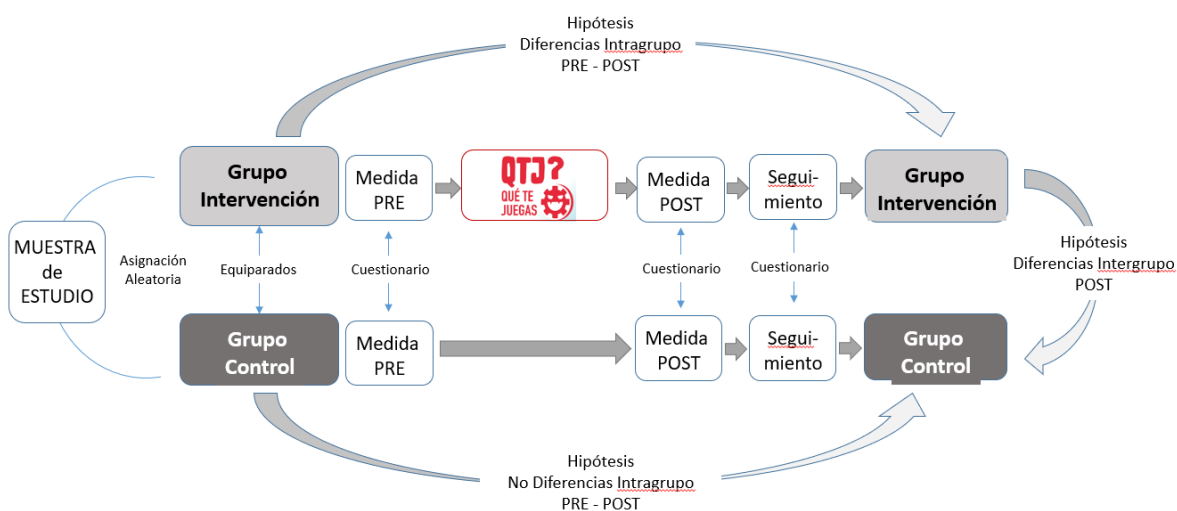 Hipótesis
Diferencias Intragrupo
PRE - POST
Grupo
Intervención
Medida
PRE
QTJ?
QUÉ TE
JUEGAS
Medida
POST
Segui-
miento
Grupo
Intervención
MUESTRA
de
ESTUDIO
Asignación
Aleatoria
Equiparados
Cuestionario
Cuestionario
Cuestionario
Hipótesis
Diferencias Intergrupo
POST
Grupo
Control
Medida
PRE
Medida
POST
Segui-
miento
Grupo
Control
Hipótesis
No Diferencias Intragrupo
PRE - POST